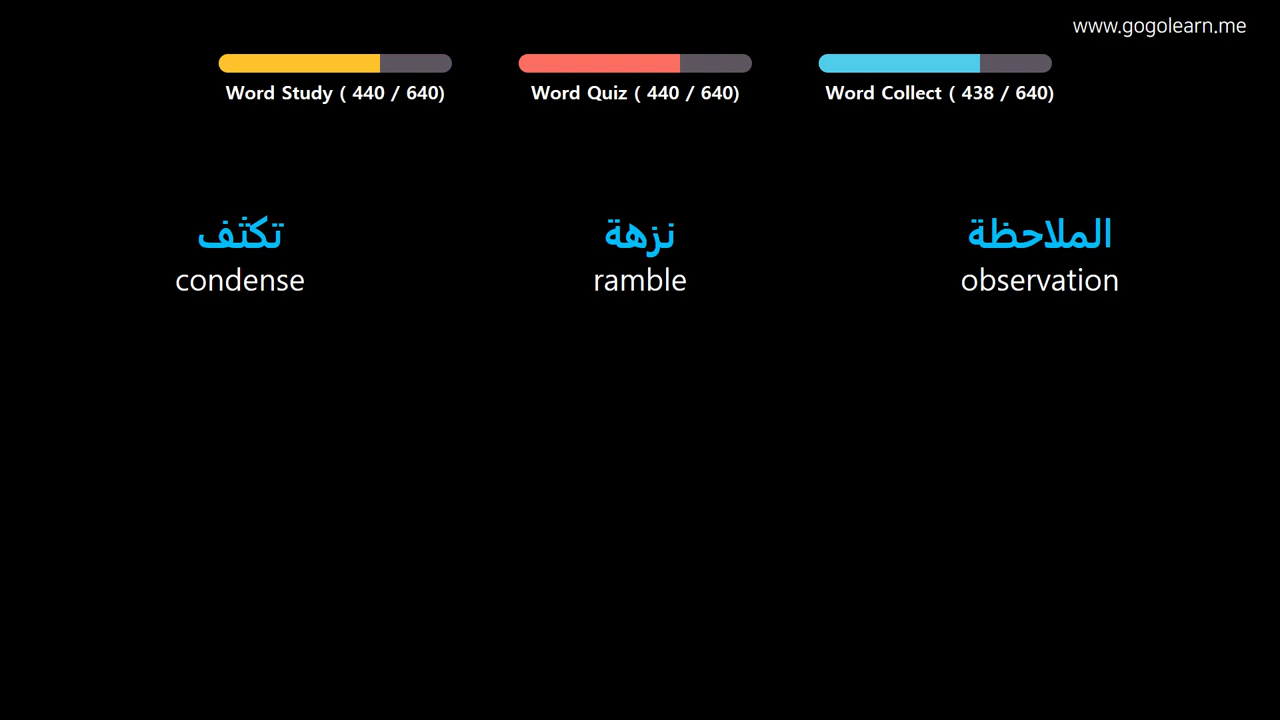 www.gogolearn.me
Word Study ( 440 / 640)
Word Quiz ( 440 / 640)
Word Collect ( 438 / 640)
تكثف
condense
نزهة
ramble
الملاحظة
observation